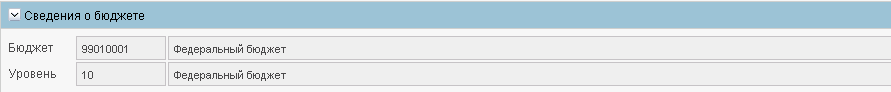 Сведения о бюджете
Бюджет 99010001 Федеральный бюджет
Уровень 10 Федеральный бюджет